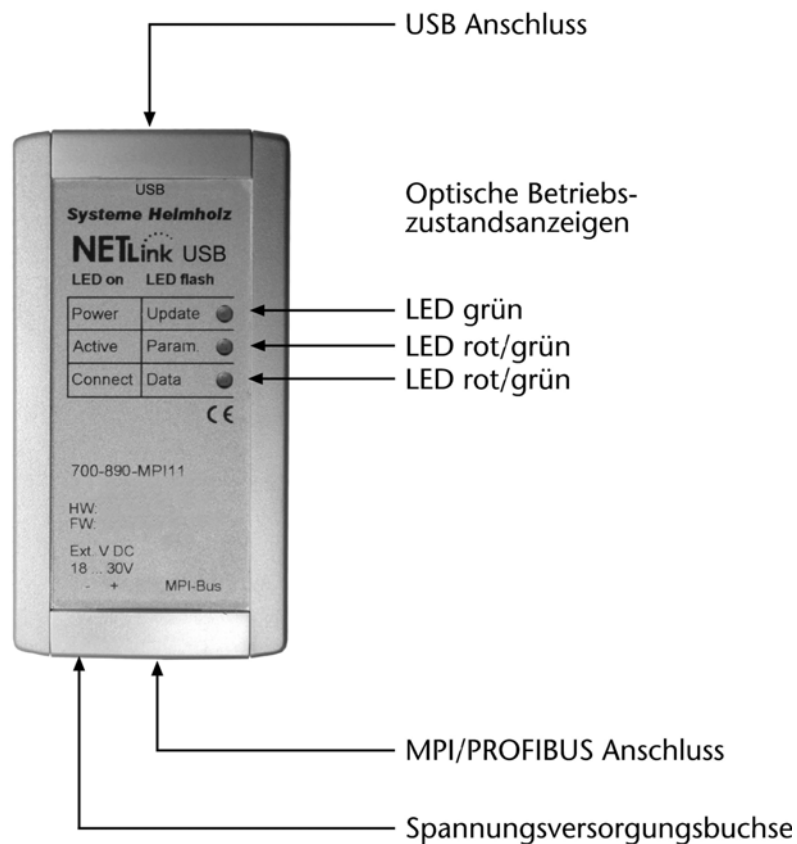 USB Anschluss
USB
Systeme Helmholz
NETLink USB
LED on LED flash
Optische Betriebs-
zustandsanzeigen
Power Update
LED grün
Active Param.
LED rot/grün
Connect Data
LED rot/grün
CE
700-890-MPI11
HW:
FW:
Ext. V DC
18 ... 30V
- + MPI-Bus
MPI/PROFIBUS Anschluss
Spannungsversorgungsbuchse